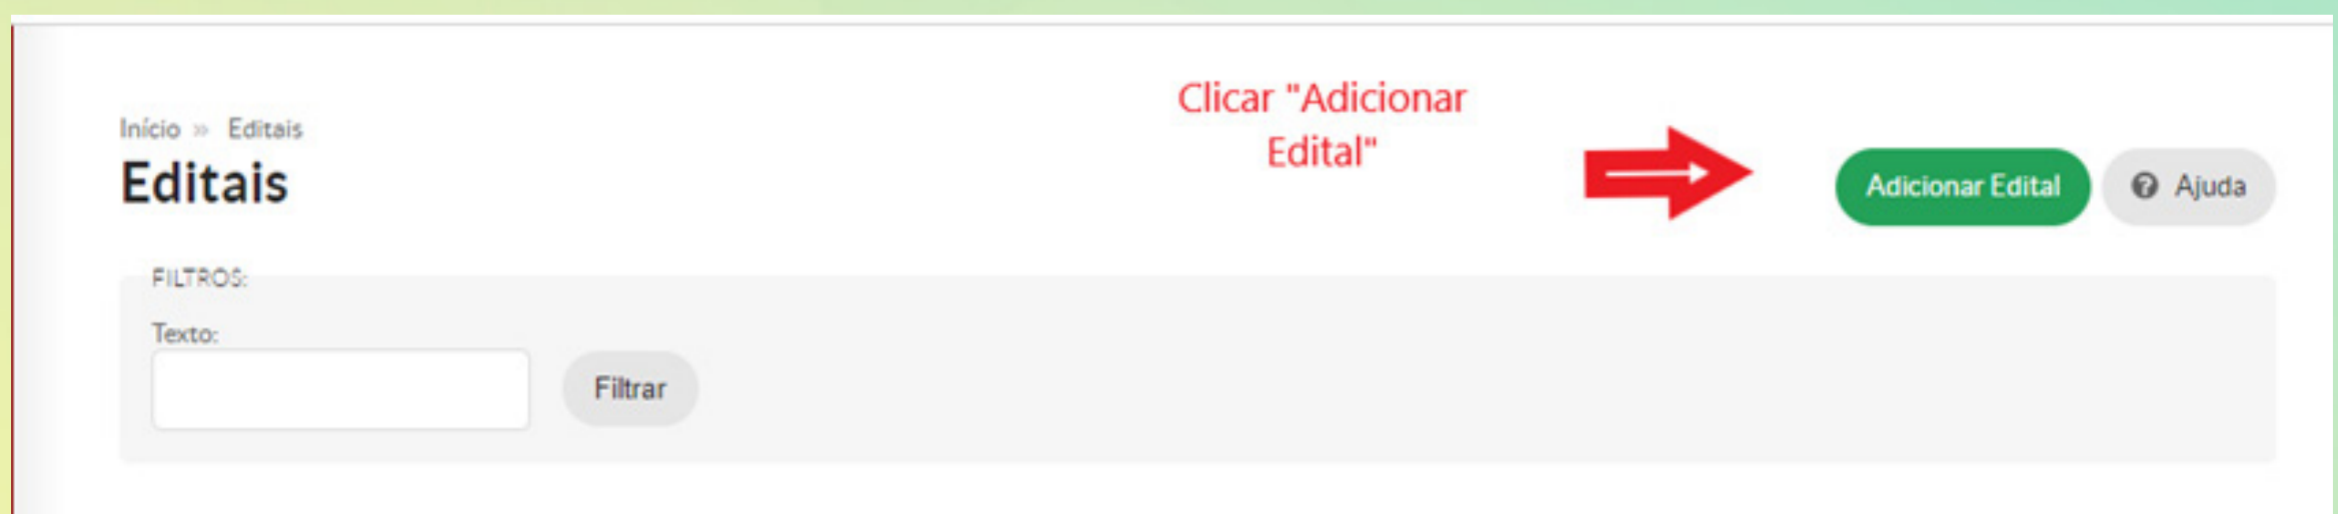 Início » Editais
Editais
Clicar "Adicionar
Edital"
Adicionar Edital
Ajuda
FILTROS:
Texto:
Filtrar